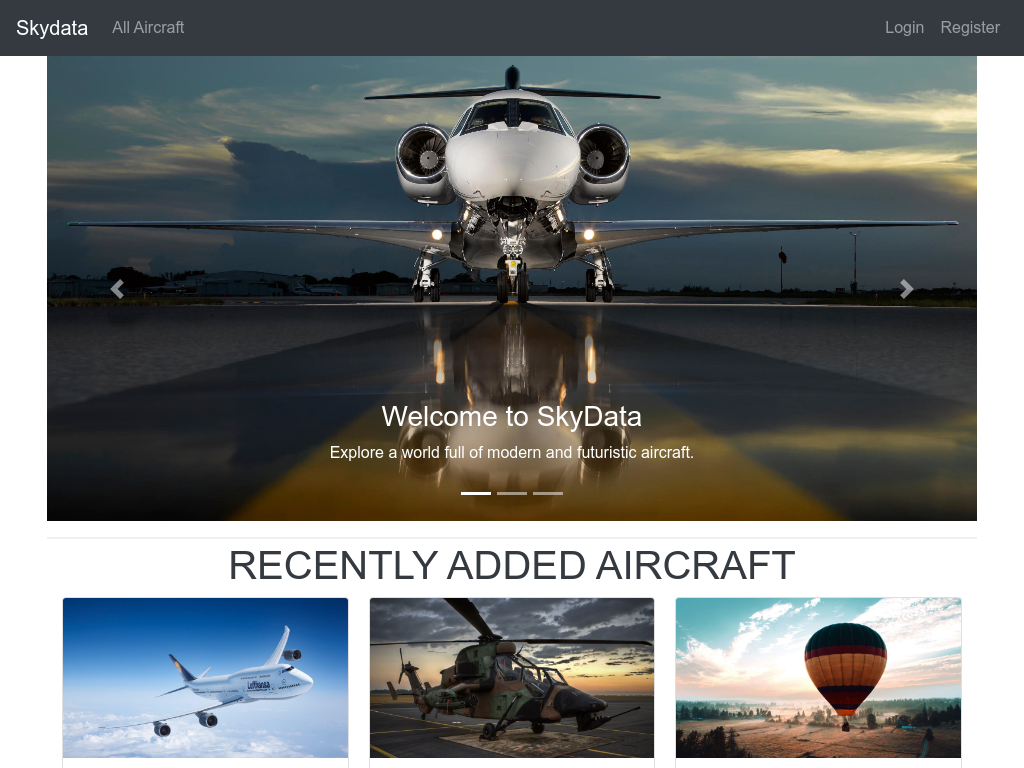 Skydata All Aircraft Login Register
Welcome to SkyData
Explore a world full of modern and futuristic aircraft.
RECENTLY ADDED AIRCRAFT
Lufthansa